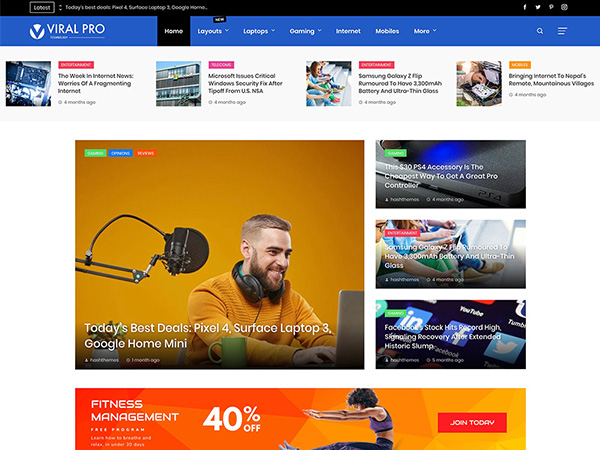 Latest
Today's best deals: Pixel 4, Surface Laptop 3, Google Home...
VIRAL PRO
Home
Layouts
NEW
Laptops
Gaming
Internet
Mobiles
More
ENTERTAINMENT
The Week In Internet News:
Worries Of A Fragmenting
Internet
4 months ago
TELECOMS
Microsoft Issues Critical
Windows Security Fix After
Tipoff From U.S. NSA
4 months ago
ENTERTAINMENT
Samsung Galaxy Z Flip
Rumoured To Have 3,300mAh
Battery And Ultra-Thin Glass
4 months ago
MOBILES
Bringing Internet To Nepal's
Remote, Mountainous Villages
4 months ago
GAMING
OPINIONS
REVIEWS
Today's Best Deals: Pixel 4, Surface Laptop 3,
Google Home Mini
hashthemes
1 month ago
GAMING
This $30 PS4 Accessory Is The
Cheapest Way To Get A Great Pro
Controller
hashthemes
4 months ago
ENTERTAINMENT
Samsung Galaxy Z Flip Rumoured To
Have 3,300mAh Battery And Ultra-Thin
Glass
hashthemes
4 months ago
GAMING
Facebook's Stock Hits Record High,
Signaling Recovery After Extended
Historic Slump
hashthemes
5 months ago
FITNESS
MANAGEMENT
FREE PROGRAM
Learn how to breathe and
relax, in under 30 days
40%
OFF
JOIN TODAY